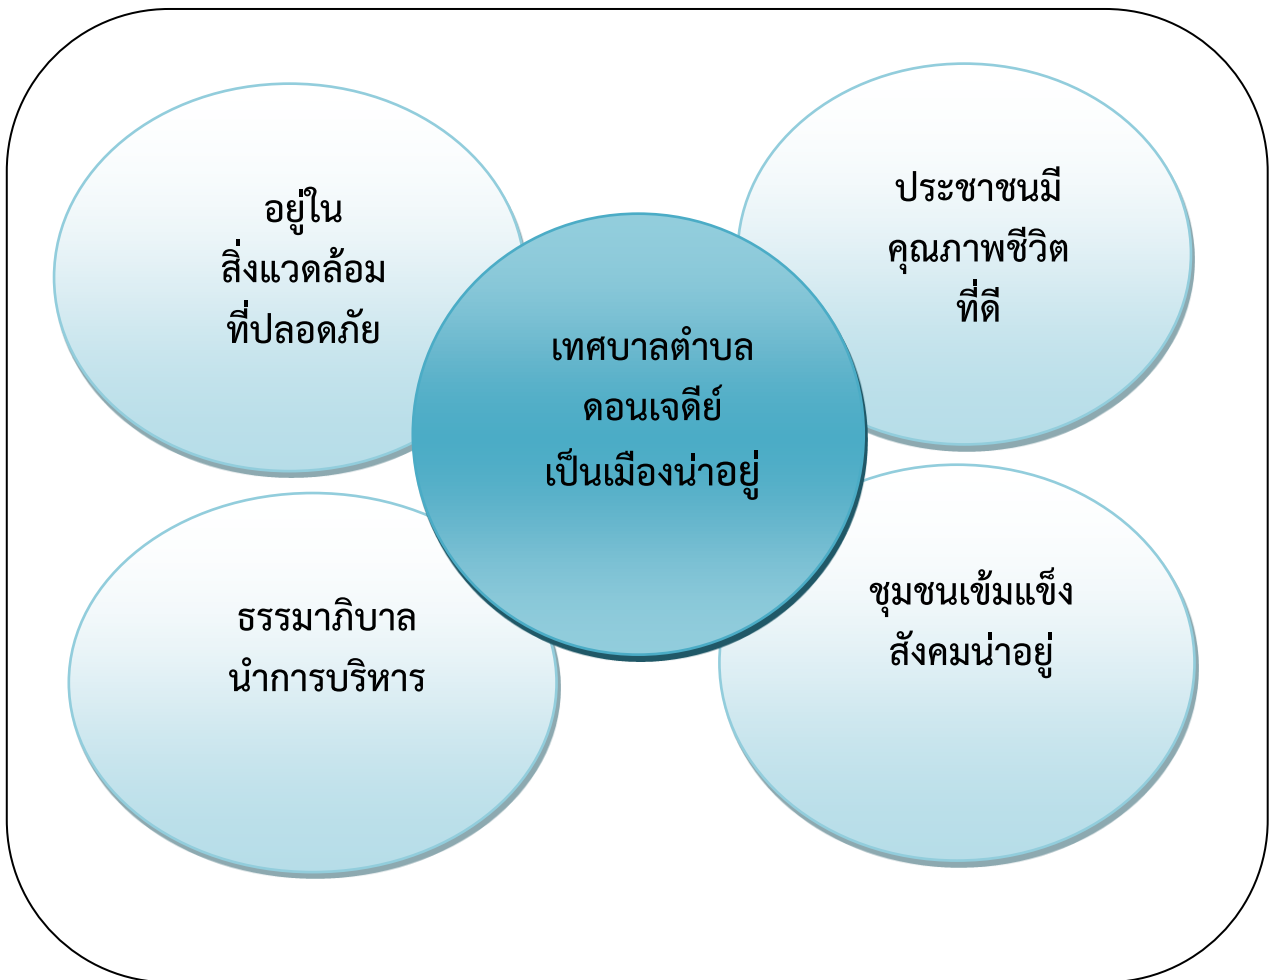 อยู่ใน
สิ่งแวดล้อม
ที่ปลอดภัย
ประชาชนมี
คุณภาพชีวิต
ที่ดี
เทศบาลตำบล
ดอนเจดีย์
เป็นเมืองน่าอยู่
ธรรมาภิบาล
นำการบริหาร
ชุมชนเข้มแข็ง
สังคมน่าอยู่